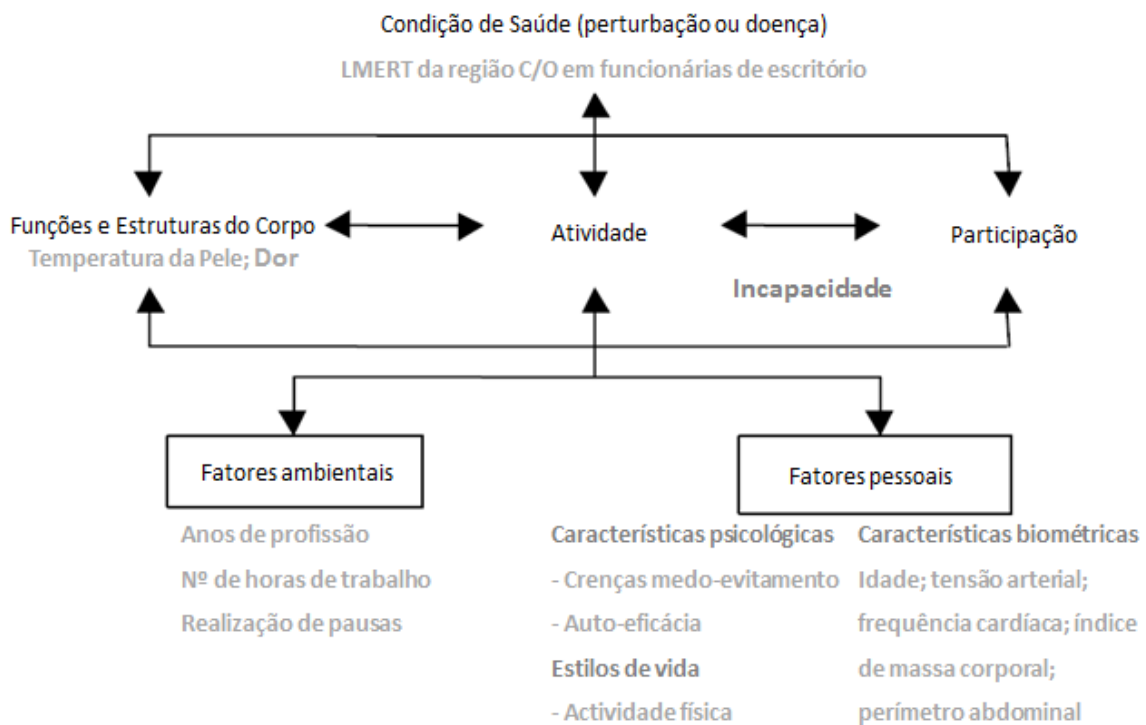 Condição de Saúde (perturbação ou doença)
LMERT da região C/O em funcionárias de escritório
Funções e Estruturas do Corpo
Temperatura da Pele; Dor
Atividade
Participação
Incapacidade
Fatores ambientais
Fatores pessoais
Anos de profissão
Nº de horas de trabalho
Realização de pausas
Características psicológicas
- Crenças medo-evitamento
- Auto-eficácia
Estilos de vida
- Actividade física
Características biométricas
Idade; tensão arterial;
frequência cardíaca; índice
de massa corporal;
perímetro abdominal